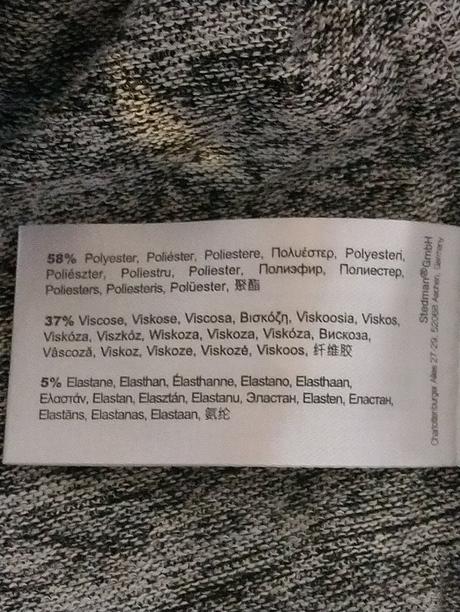 58% Polyester, Poliéster, Poliestere, Πολυέστερ, Polyesteri,
Poliészter, Poliestru, Poliester, Полиэфир, Полиестер,
Poliesters, Poliesteris, Polüester, 聚酯
37% Viscose, Viskose, Viscosa, Βισκόζη, Viskoosia, Viskos,
Viskóza, Viszkóz, Wiskoza, Viskoza, Viskóza, Вискоза,
Vâscoză, Viskoz, Viskoze, Viskozė, Viskoos, 纤维胶
5% Elastane, Elasthan, Élasthanne, Elastano, Elasthaan,
Ελαστάν, Elastan, Elasztán, Elastanu, Эластан, Elasten, Еластан,
Elastāns, Elastanas, Elastaan, 氨纶
Stedman® GmbH
Charlottenburger Allee 27-29, 52068 Aachen, Germany